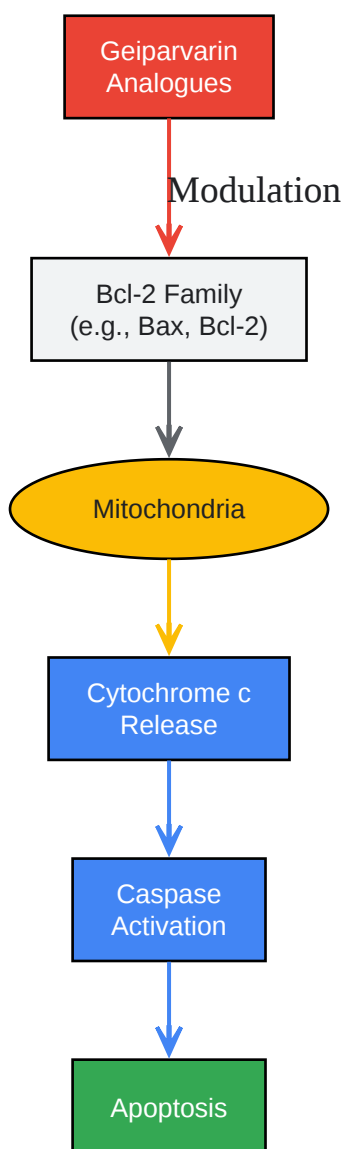 Geiparvarin
Analogues
Modulation
Bcl-2 Family
(e.g., Bax, Bcl-2)
Mitochondria
Cytochrome c
Release
Caspase
Activation
Apoptosis